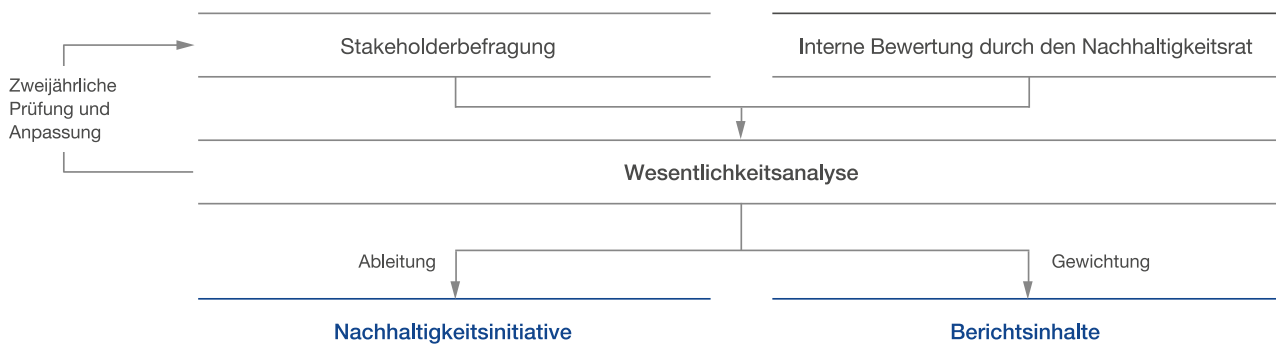 Stakeholderbefragung
Interne Bewertung durch den Nachhaltigkeitsrat
Zweijährliche
Prüfung und
Anpassung
Wesentlichkeitsanalyse
Ableitung
Gewichtung
Nachhaltigkeitsinitiative
Berichtsinhalte